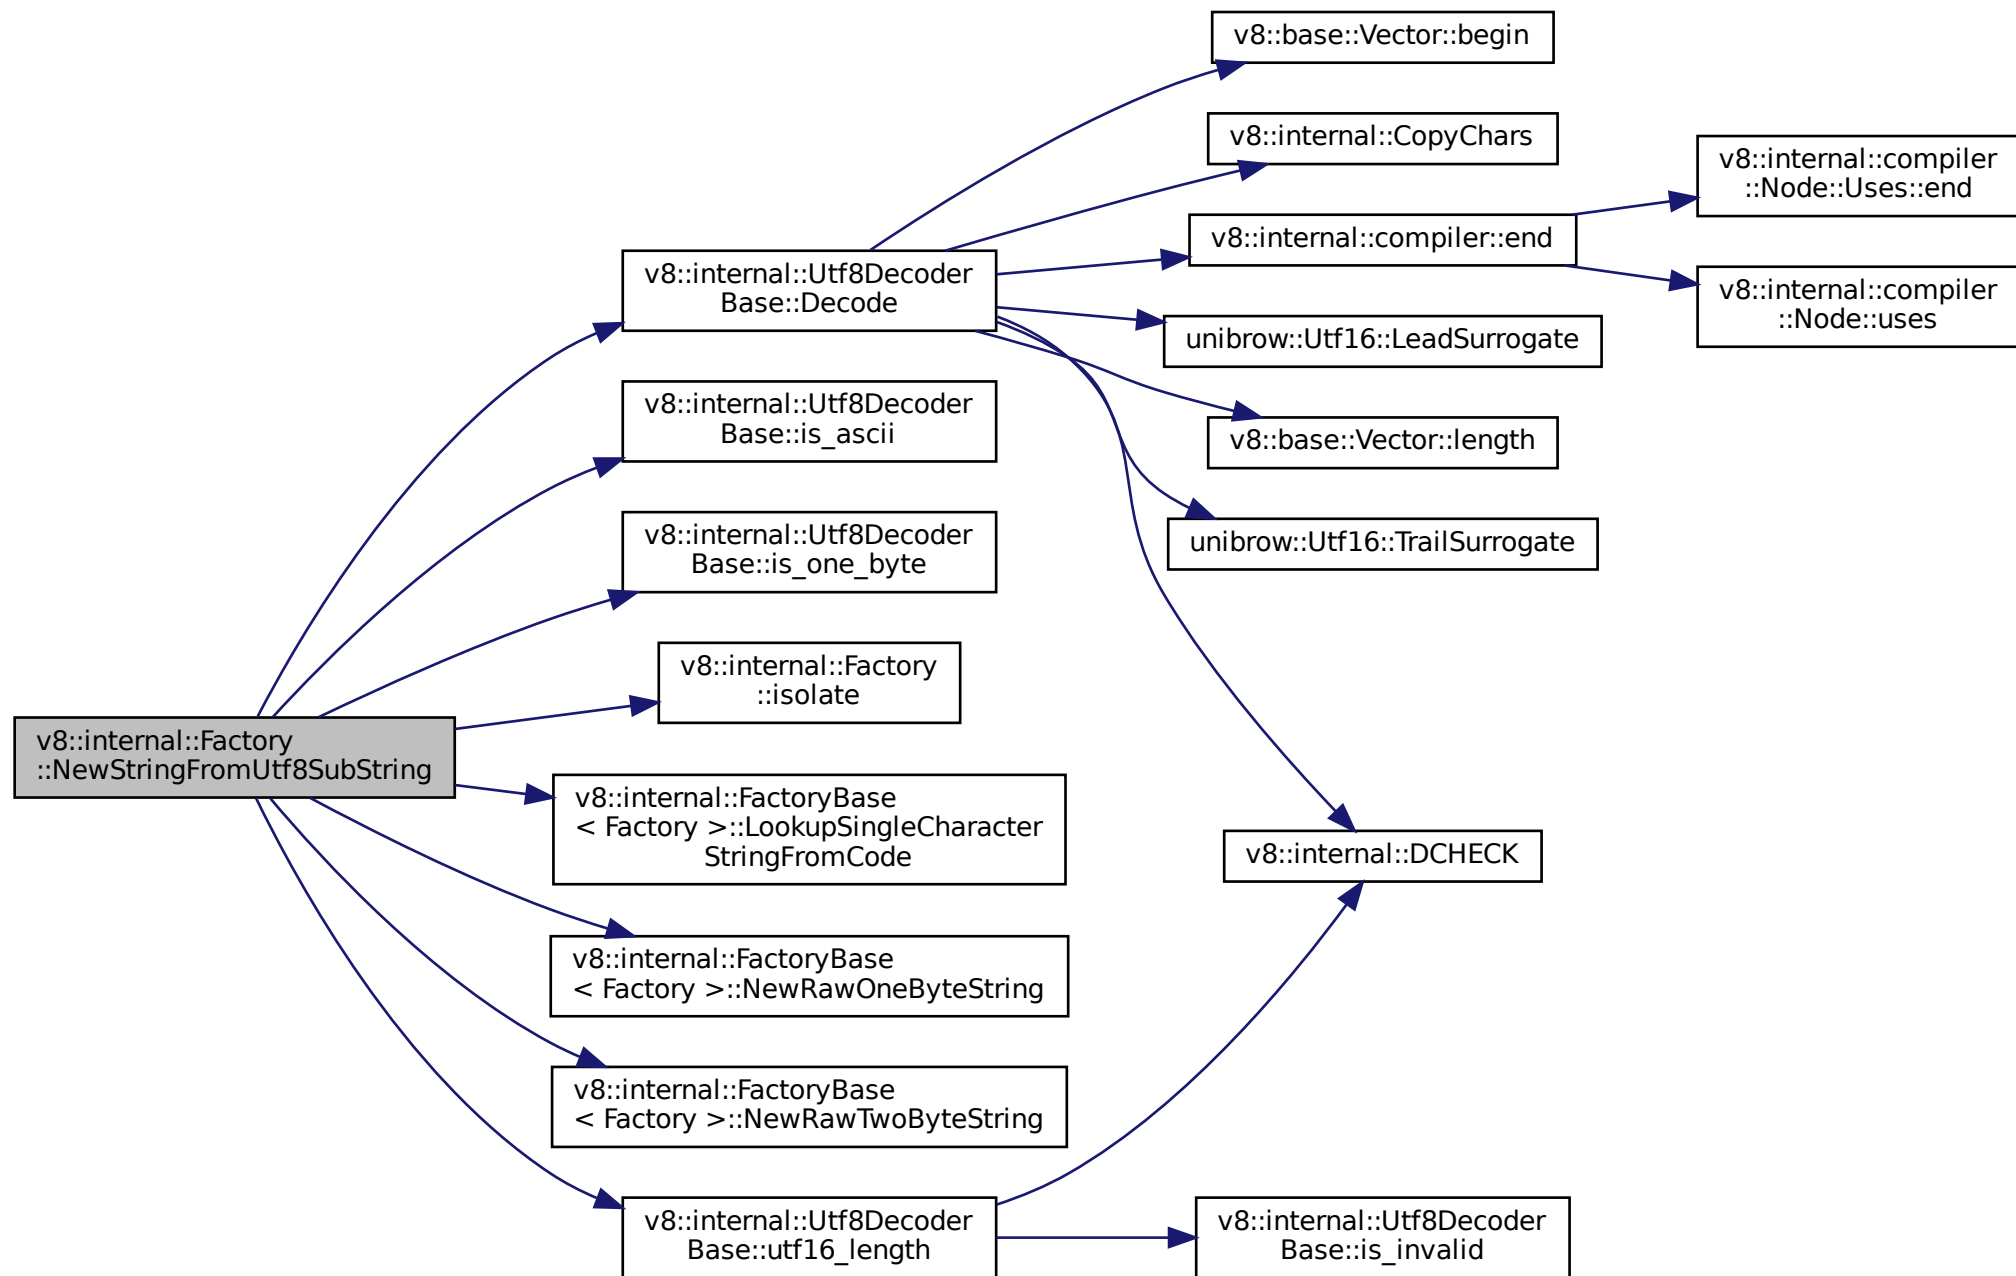 v8::internal::Factory
::NewStringFromUtf8SubString
v8::internal::Utf8Decoder
Base::Decode
v8::internal::Utf8Decoder
Base::is_ascii
v8::internal::Utf8Decoder
Base::is_one_byte
v8::internal::Factory
::isolate
v8::internal::FactoryBase
< Factory >::LookupSingleCharacter
StringFromCode
v8::internal::FactoryBase
< Factory >::NewRawOneByteString
v8::internal::FactoryBase
< Factory >::NewRawTwoByteString
v8::internal::Utf8Decoder
Base::utf16_length
v8::base::Vector::begin
v8::internal::CopyChars
v8::internal::compiler::end
unibrow::Utf16::LeadSurrogate
v8::base::Vector::length
unibrow::Utf16::TrailSurrogate
v8::internal::DCHECK
v8::internal::Utf8Decoder
Base::is_invalid
v8::internal::compiler
::Node::Uses::end
v8::internal::compiler
::Node::uses